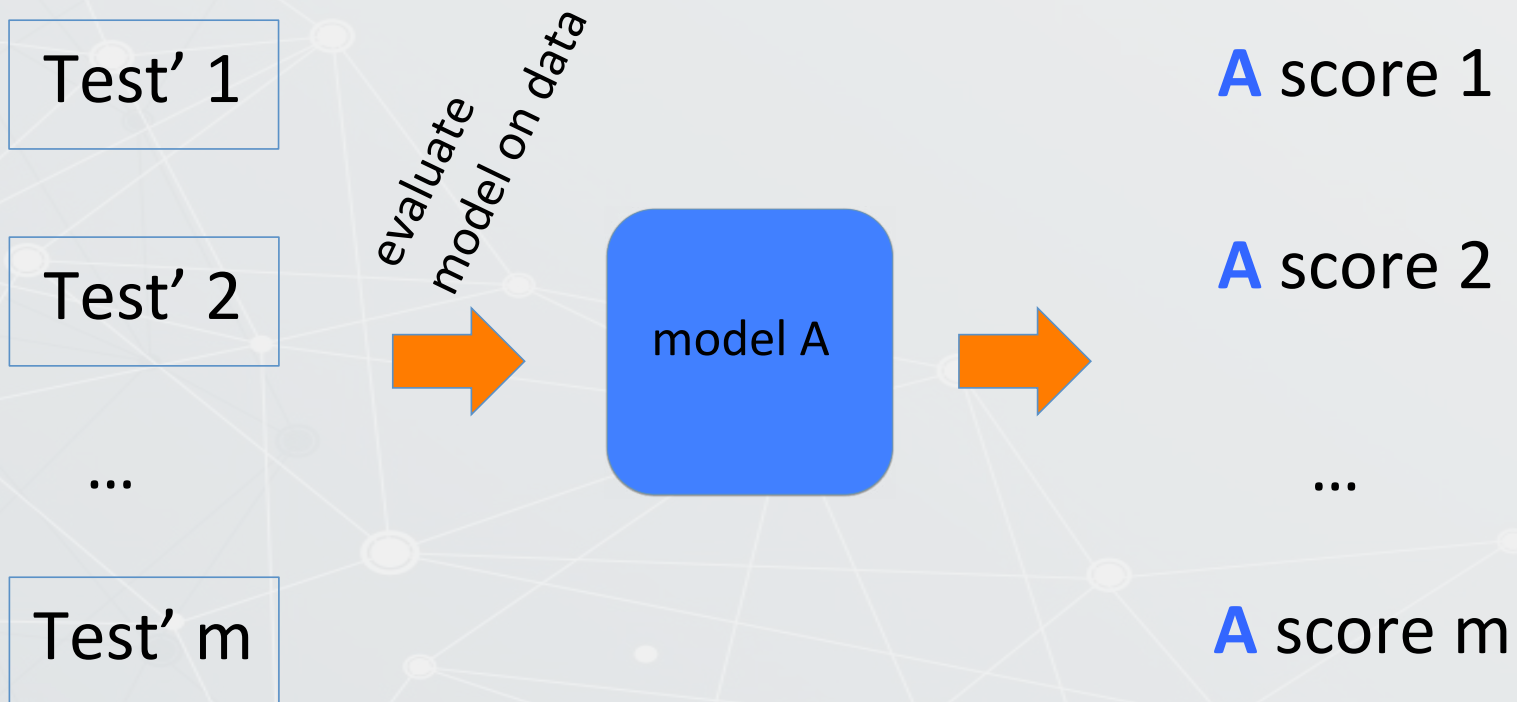 Test’ 1
Test’ 2
…
Test’ m
evaluate
model on data
model A
A score 1
A score 2
…
A score m